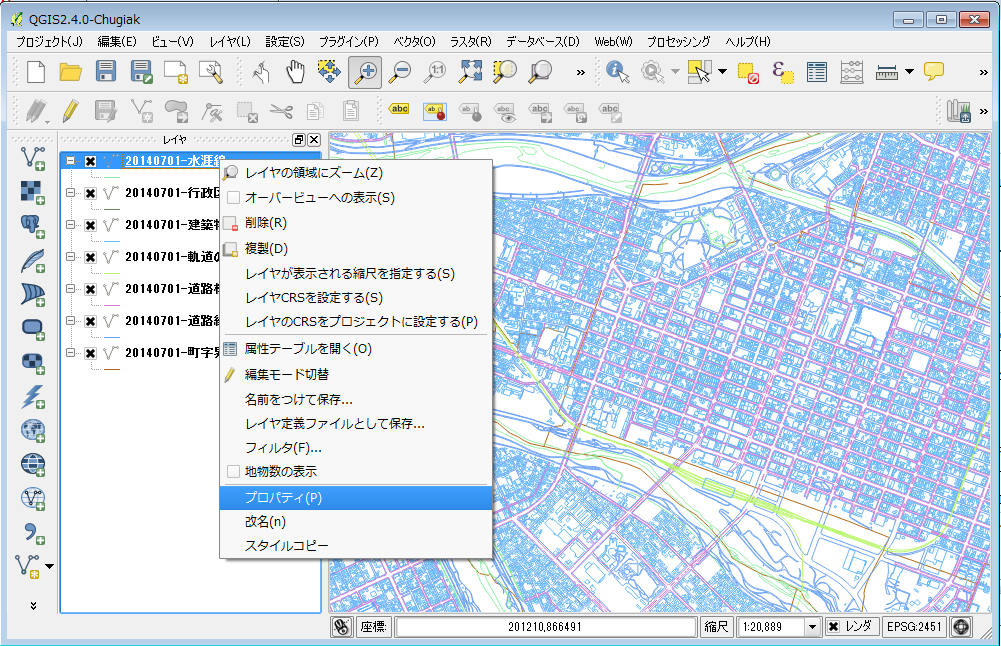 QGIS2.4.0-Chugiak
プロジェクト(J) 編集(E) ビュー(V) レイヤ(L) 設定(S) プラグイン(P) ベクタ(O) ラスタ(R) データベース(D) Web(W) プロセッシング ヘルプ(H)
レイヤ
20140701-水涯線
20140701-行政区
20140701-建築物
20140701-軌道の
20140701-道路
20140701-道路縁
20140701-町字界
レイヤの領域にズーム(Z)
オーバービューへの表示(S)
削除(R)
複製(D)
レイヤが表示される縮尺を指定する(S)
レイヤCRSを設定する(S)
レイヤのCRSをプロジェクトに設定する(P)
属性テーブルを開く(O)
編集モード切替
名前をつけて保存...
レイヤ定義ファイルとして保存...
フィルタ(F)...
地物数の表示
プロパティ(P)
改名(n)
スタイルコピー
座標: 201210,866491 縮尺 1:20,889 レンダ EPSG:2451